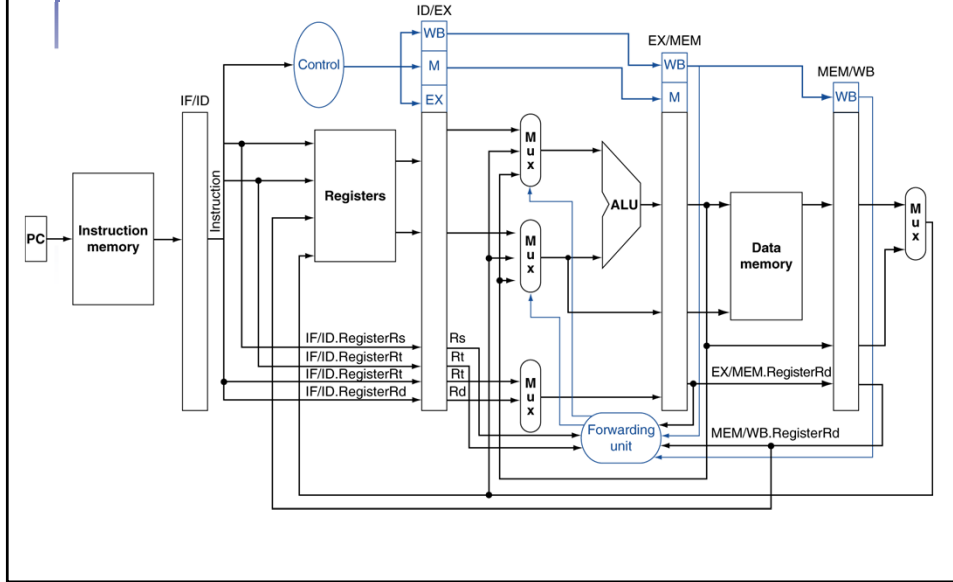 ID/EX
WB
EX/MEM
Control
M
WB
MEM/WB
IF/ID
EX
M
WB
Instruction
Registers
Mux
ALU
PC
Instruction
memory
Mux
Data
memory
Mux
IF/ID.RegisterRs
Rs
IF/ID.RegisterRt
Rt
IF/ID.RegisterRt
Rt
IF/ID.RegisterRd
Rd
Mux
EX/MEM.RegisterRd
Forwarding
unit
MEM/WB.RegisterRd